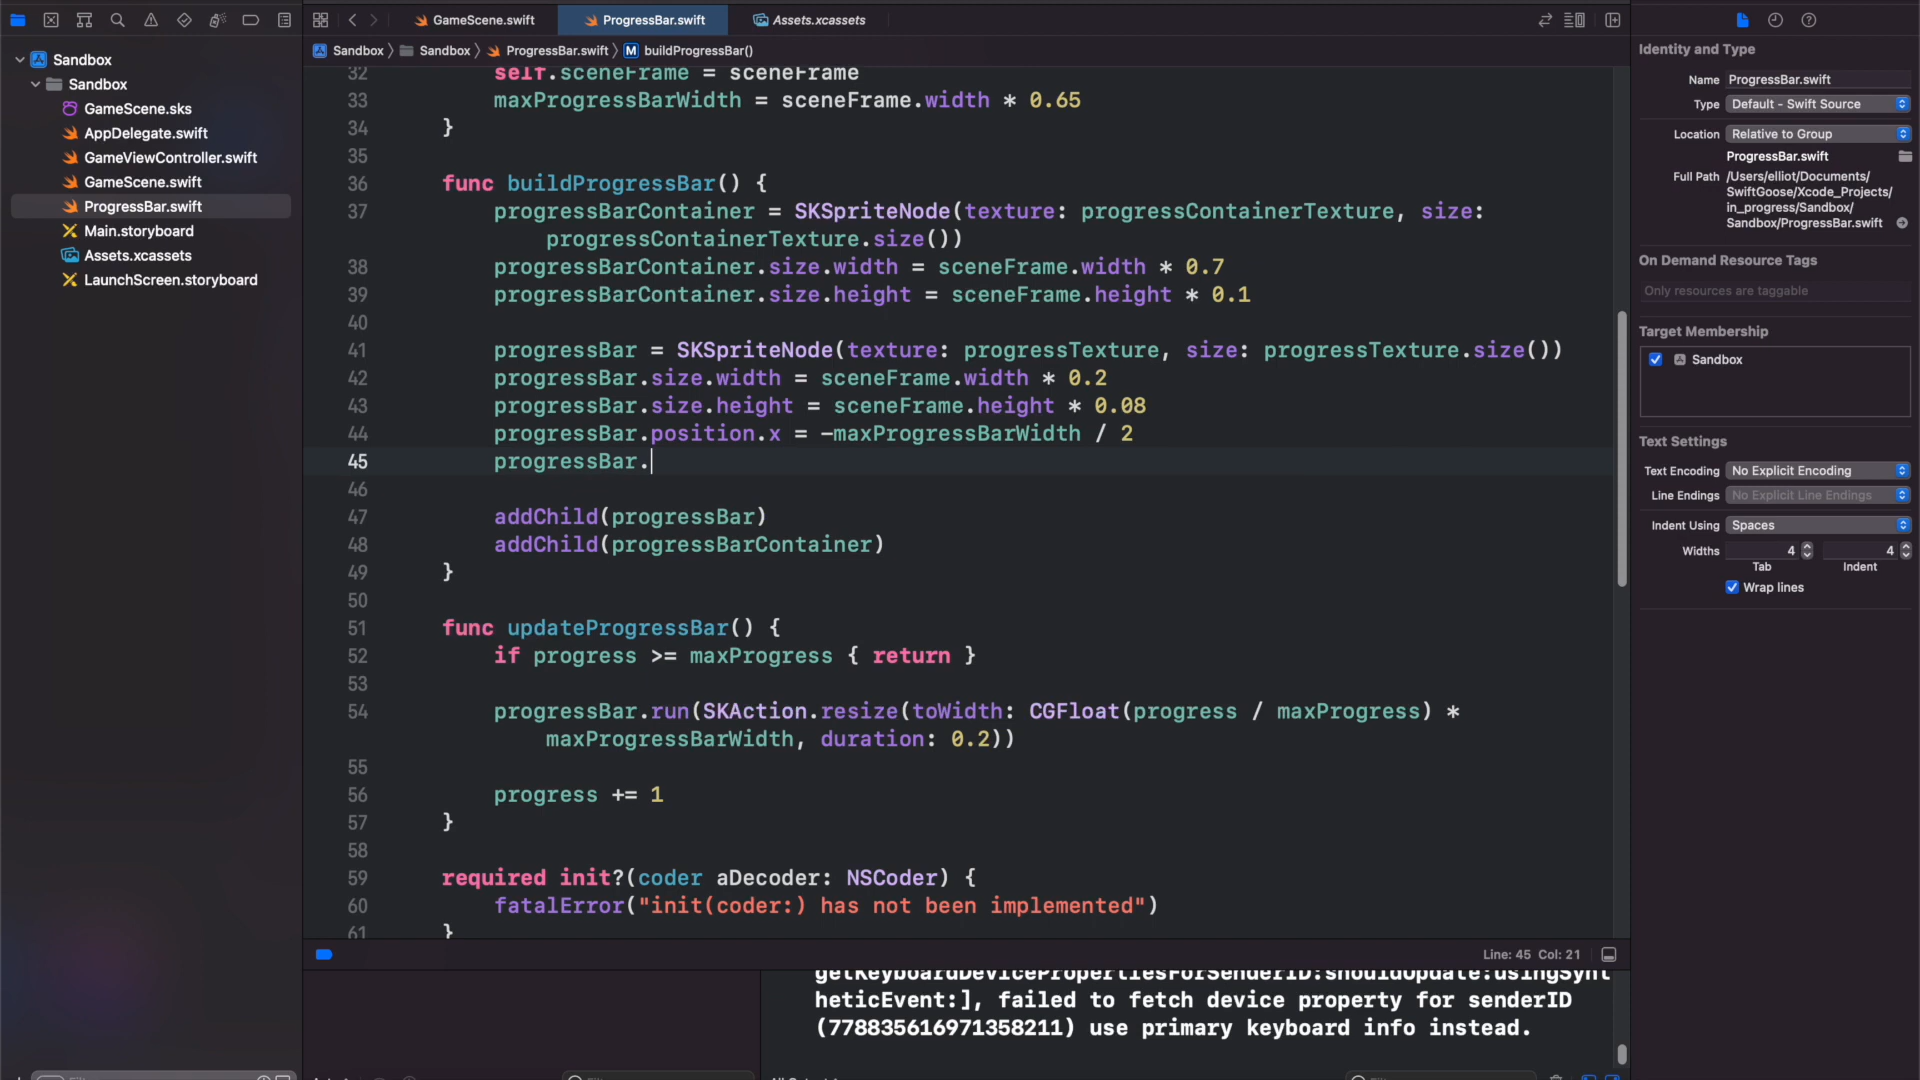 GameScene.swift
ProgressBar.swift
Assets.xcassets
Sandbox
Sandbox
ProgressBar.swift
buildProgressBar()
Sandbox
Sandbox
GameScene.sks
AppDelegate.swift
GameViewController.swift
GameScene.swift
ProgressBar.swift
Main.storyboard
Assets.xcassets
LaunchScreen.storyboard
32 self.sceneFrame = sceneFrame
33 maxProgressBarWidth = sceneFrame.width * 0.65
34 }
35
36 func buildProgressBar() {
37 progressBarContainer = SKSpriteNode(texture: progressContainerTexture, size:
progressContainerTexture.size())
38 progressBarContainer.size.width = sceneFrame.width * 0.7
39 progressBarContainer.size.height = sceneFrame.height * 0.1
40
41 progressBar = SKSpriteNode(texture: progressTexture, size: progressTexture.size())
42 progressBar.size.width = sceneFrame.width * 0.2
43 progressBar.size.height = sceneFrame.height * 0.08
44 progressBar.position.x = -maxProgressBarWidth / 2
45 progressBar.
46
47 addChild(progressBar)
48 addChild(progressBarContainer)
49 }
50
51 func updateProgressBar() {
52 if progress >= maxProgress { return }
53
54 progressBar.run(SKAction.resize(toWidth: CGFloat(progress / maxProgress) *
maxProgressBarWidth, duration: 0.2))
55
56 progress += 1
57 }
58
59 required init?(coder aDecoder: NSCoder) {
60 fatalError("init(coder:) has not been implemented")
61 }
Line: 45 Col: 21
getKeyboardDevicePropertiesForSenderID:shouldUpdate:usingSynt
heticEvent:], failed to fetch device property for senderID
(778835616971358211) use primary keyboard info instead.
Identity and Type
Name ProgressBar.swift
Type Default - Swift Source
Location Relative to Group
ProgressBar.swift
Full Path /Users/elliot/Documents/
SwiftGoose/Xcode_Projects/
in_progress/Sandbox/
Sandbox/ProgressBar.swift
On Demand Resource Tags
Only resources are taggable
Target Membership
Sandbox
Text Settings
Text Encoding No Explicit Encoding
Line Endings No Explicit Line Endings
Indent Using Spaces
Widths 4 4
Tab Indent
Wrap lines